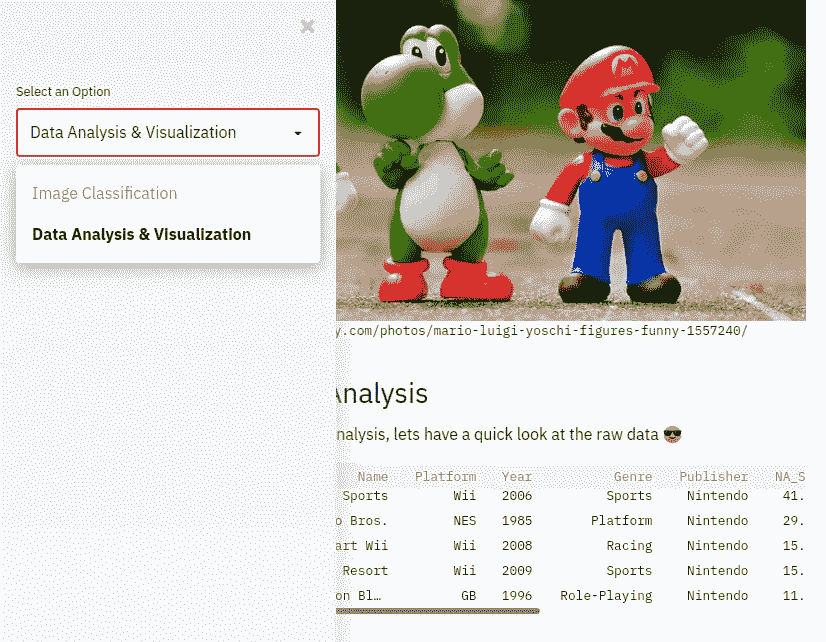 Select an Option
Data Analysis & Visualization
Image Classification
Data Analysis & Visualization
M
y.com/photos/mario-luigi-yoschi-figures-funny-1557240/
Analysis
nalysis, lets have a quick look at the raw data 😎
Name Platform Year Genre Publisher NA_S
Sports Wii 2006 Sports Nintendo 41.
o Bros. NES 1985 Platform Nintendo 29.
art Wii Wii 2008 Racing Nintendo 15.
Resort Wii 2009 Sports Nintendo 15.
on Bl… GB 1996 Role-Playing Nintendo 11.